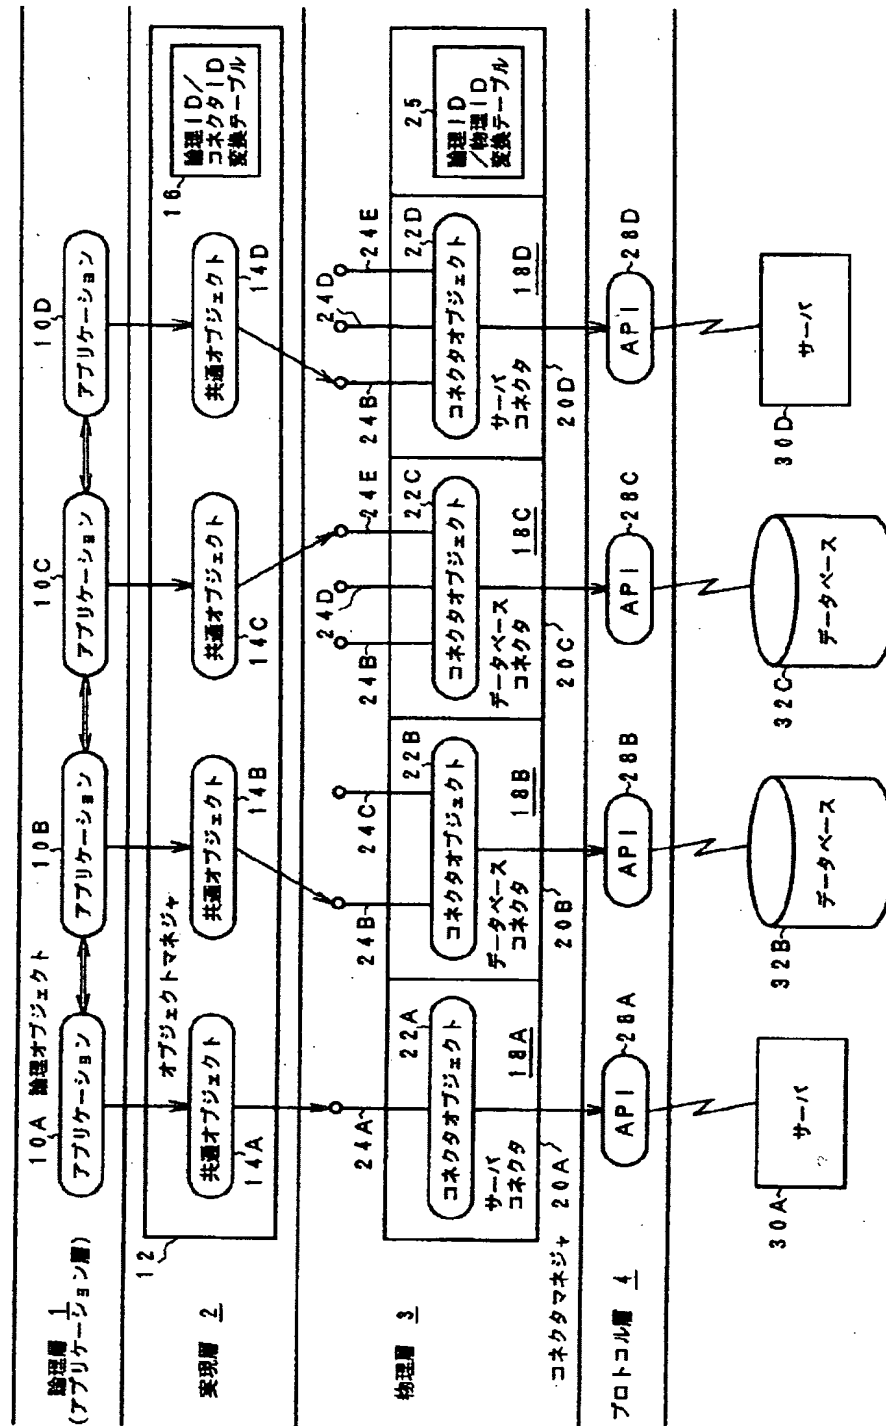 論理層 1
(アプリケーション層)
10A 論理オブジェクト
アプリケーション
10B
アプリケーション
10C
アプリケーション
10D
アプリケーション
実現層 2
12
オブジェクトマネジャ
共通オブジェクト
14A
共通オブジェクト
14B
共通オブジェクト
14C
共通オブジェクト
14D
16
論理ID/
コネクタID
変換テーブル
物理層 3
24A
24B
24C
24B
24D
24E
24B
24D
24E
コネクタオブジェクト
22A
サーバ
コネクタ
18A
コネクタオブジェクト
22B
データベース
コネクタ
18B
コネクタオブジェクト
22C
データベース
コネクタ
18C
コネクタオブジェクト
22D
サーバ
コネクタ
18D
25
論理ID
/物理ID
変換テーブル
コネクタマネジャ 20A
20B
20C
20D
プロトコル層 4
API
28A
API
28B
API
28C
API
28D
30A
サーバ
32B
データベース
32C
データベース
30D
サーバ